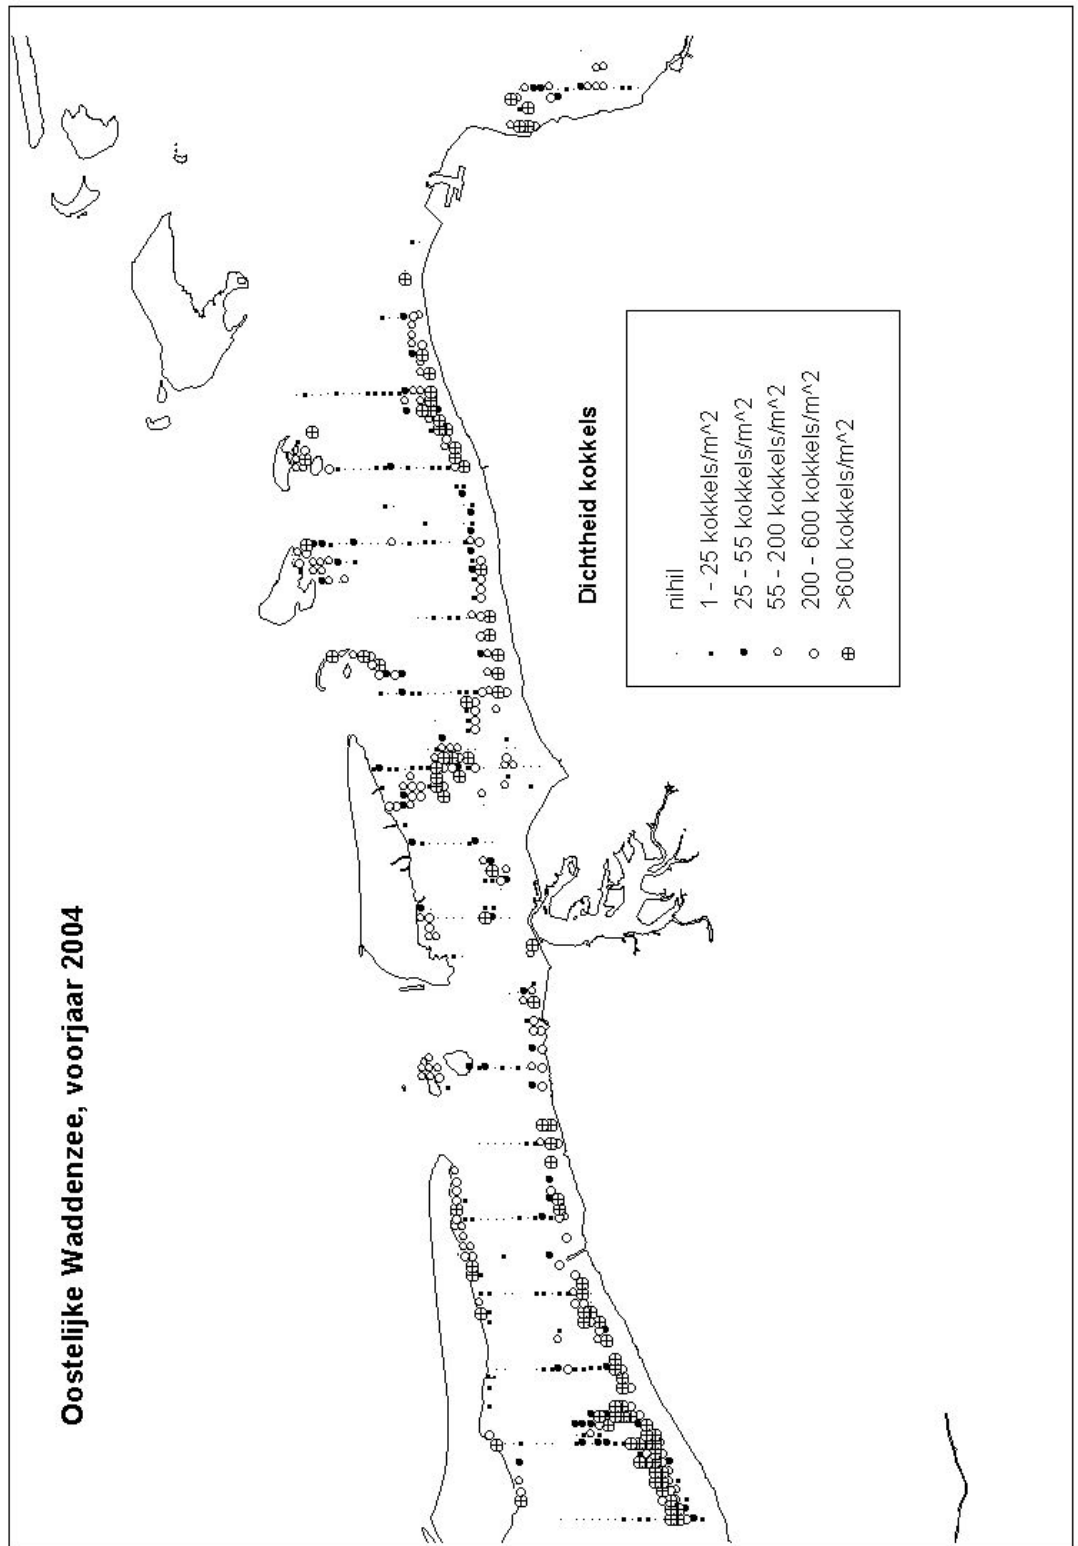 Oostelijke Waddenzee, voorjaar 2004
Dichtheid kokkels
nihil
1 - 25 kokkels/m^2
25 - 55 kokkels/m^2
55 - 200 kokkels/m^2
200 - 600 kokkels/m^2
>600 kokkels/m^2